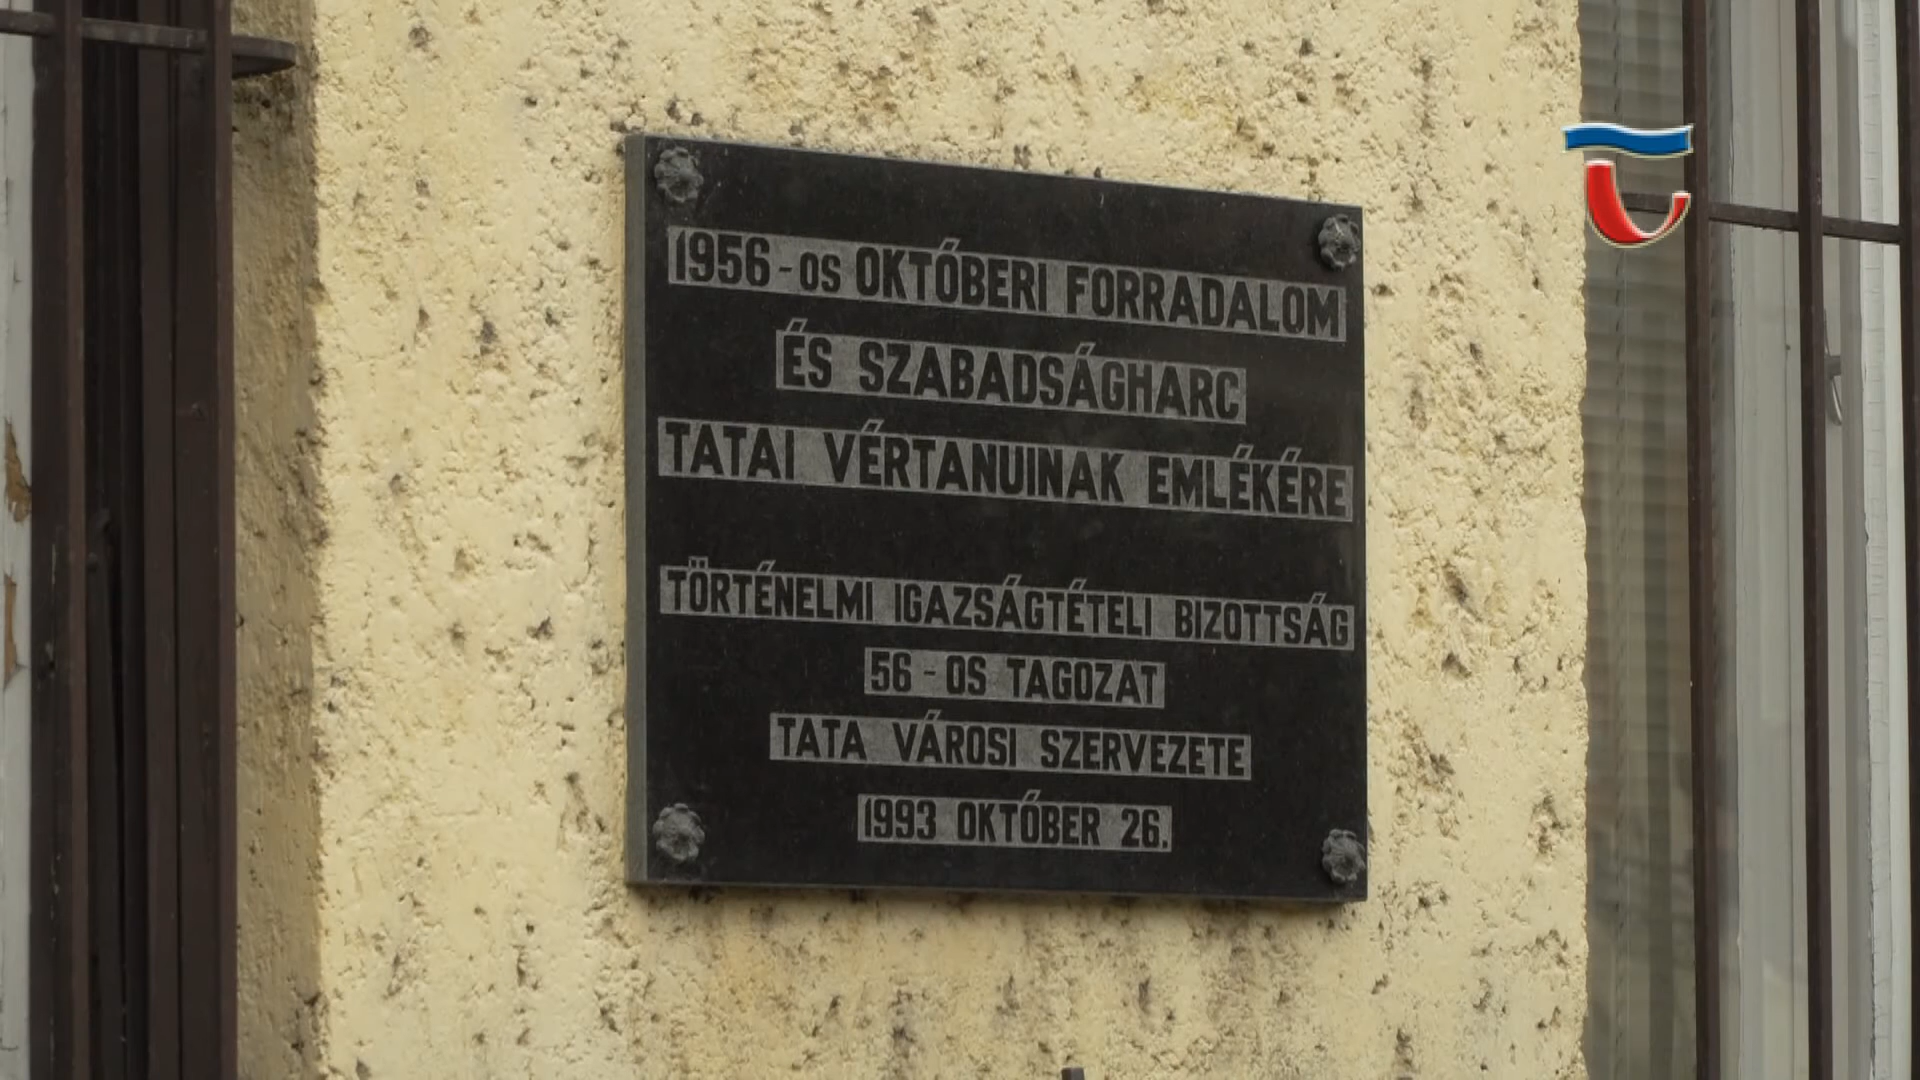 1956-os OKTÓBERI FORRADALOM
ÉS SZABADSÁGHARC
TATAI VÉRTANUINAK EMLÉKÉRE
TÖRTÉNELMI IGAZSÁGTÉTELI BIZOTTSÁG
56-OS TAGOZAT
TATA VÁROSI SZERVEZETE
1993 OKTÓBER 26.